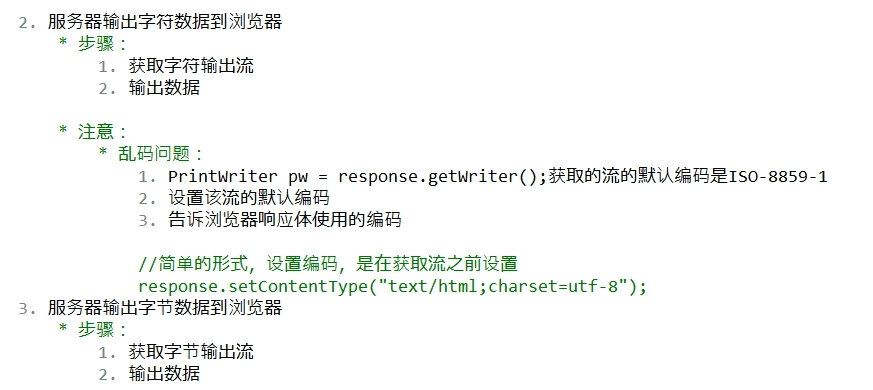 2. 服务器输出字符数据到浏览器
* 步骤：
1. 获取字符输出流
2. 输出数据
* 注意：
* 乱码问题：
1. PrintWriter pw = response.getWriter();获取的流的默认编码是ISO-8859-1
2. 设置该流的默认编码
3. 告诉浏览器响应体使用的编码
//简单的形式，设置编码，是在获取流之前设置
response.setContentType("text/html;charset=utf-8");
3. 服务器输出字节数据到浏览器
* 步骤：
1. 获取字节输出流
2. 输出数据